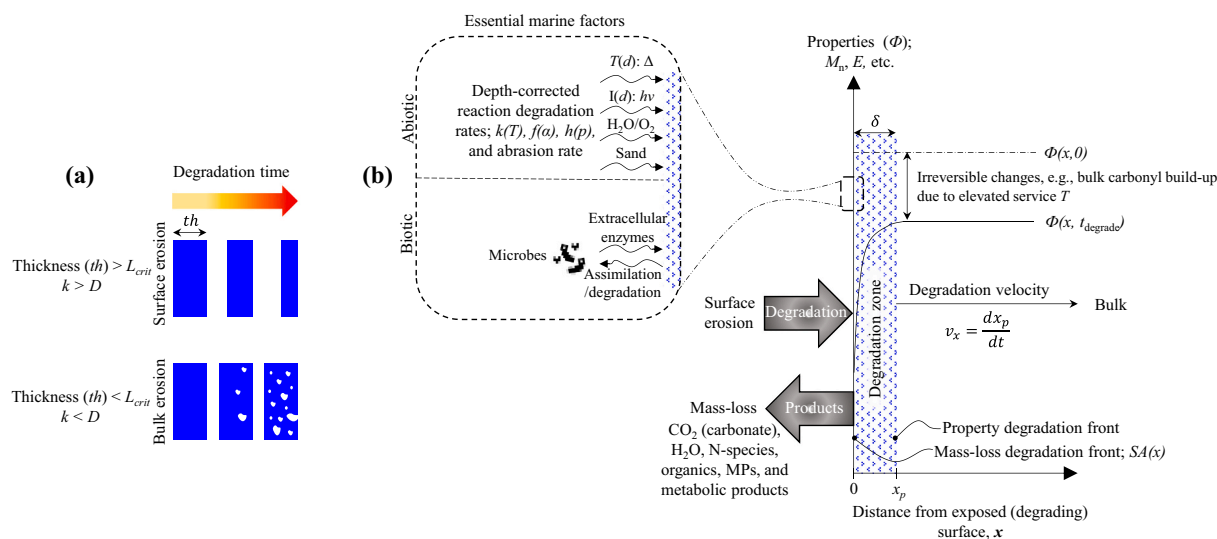 (a)
Degradation time
th
Thickness (th) > L_crit
k > D
Surface erosion
Thickness (th) < L_crit
k < D
Bulk erosion
(b)
Essential marine factors
Abiotic
Depth-corrected
reaction degradation
rates; k(T), f(α), h(p),
and abrasion rate
T(d): Δ
I(d): hν
H₂O/O₂
Sand
Biotic
Microbes
Extracellular
enzymes
Assimilation
/degradation
Properties (Φ);
Mₙ, E, etc.
δ
Φ(x,0)
Irreversible changes, e.g., bulk carbonyl build-up
due to elevated service T
Φ(x, t_degrade)
Surface
erosion
Degradation
Degradation zone
Degradation velocity
Bulk
v_x = dx_p/dt
Products
Mass-loss
CO₂ (carbonate),
H₂O, N-species,
organics, MPs, and
metabolic products
Property degradation front
Mass-loss degradation front; SA(x)
0
x_p
Distance from exposed (degrading)
surface, x